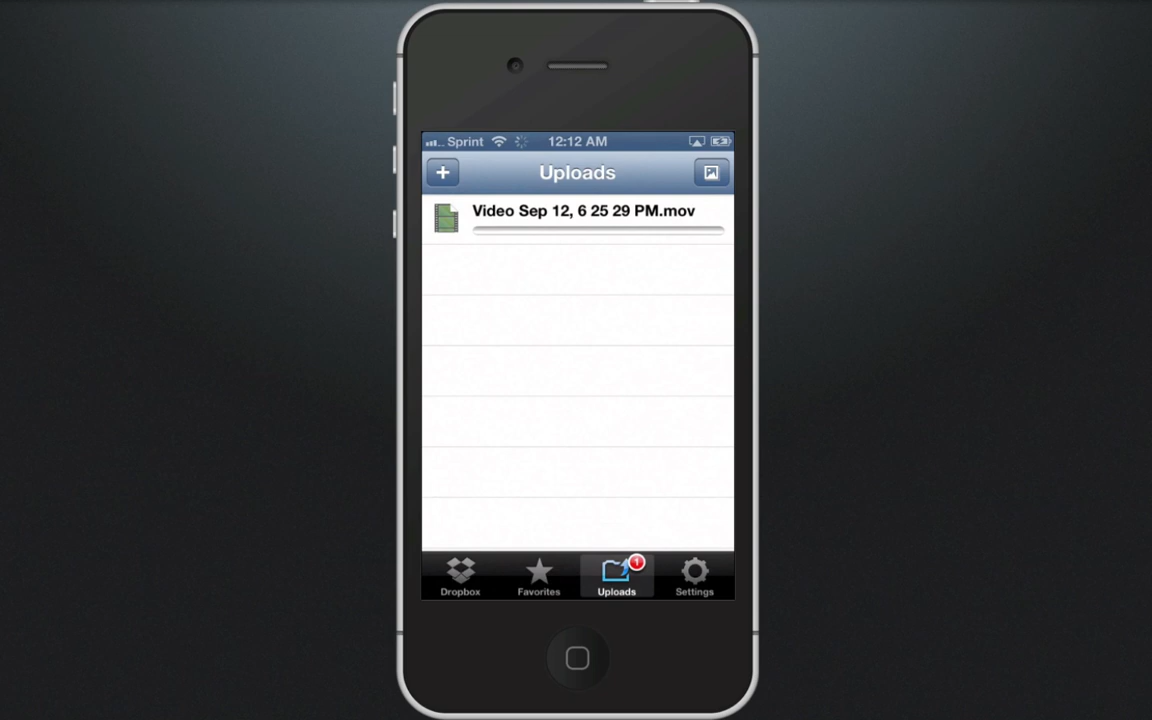 Sprint 12:12 AM
+ Uploads
Video Sep 12, 6 25 29 PM.mov
1
Dropbox Favorites Uploads Settings